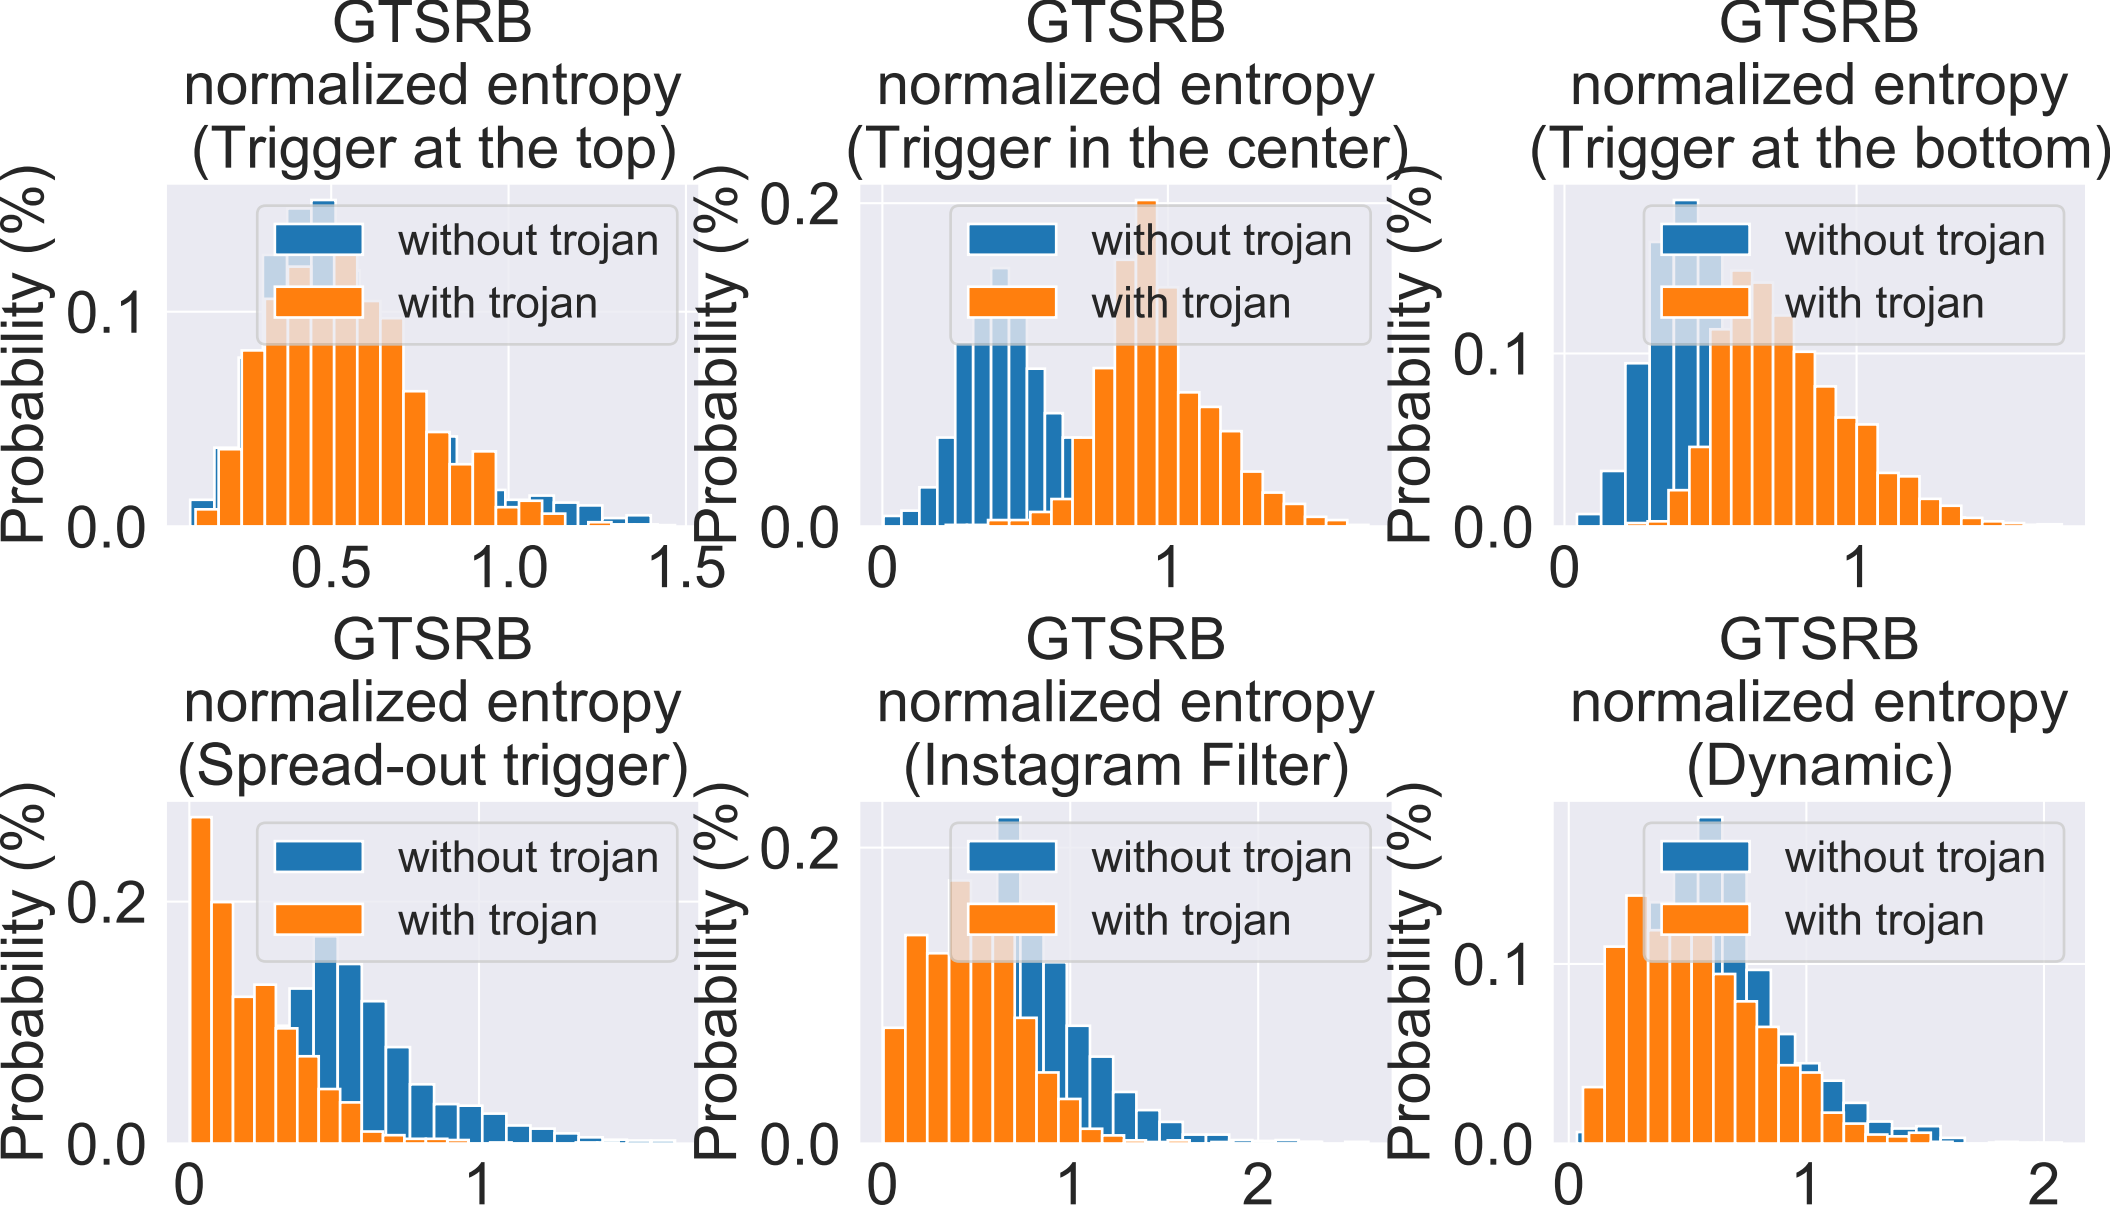 GTSRB
normalized entropy
(Trigger at the top)
Probability (%)
0.1
0.0
without trojan
with trojan
0.5
1.0
1.5
GTSRB
normalized entropy
(Trigger in the center)
Probability (%)
0.2
0.0
without trojan
with trojan
0
1
GTSRB
normalized entropy
(Trigger at the bottom)
Probability (%)
0.1
0.0
without trojan
with trojan
0
1
GTSRB
normalized entropy
(Spread-out trigger)
Probability (%)
0.2
0.0
without trojan
with trojan
0
1
GTSRB
normalized entropy
(Instagram Filter)
Probability (%)
0.2
0.0
without trojan
with trojan
0
1
2
GTSRB
normalized entropy
(Dynamic)
Probability (%)
0.1
0.0
without trojan
with trojan
0
1
2